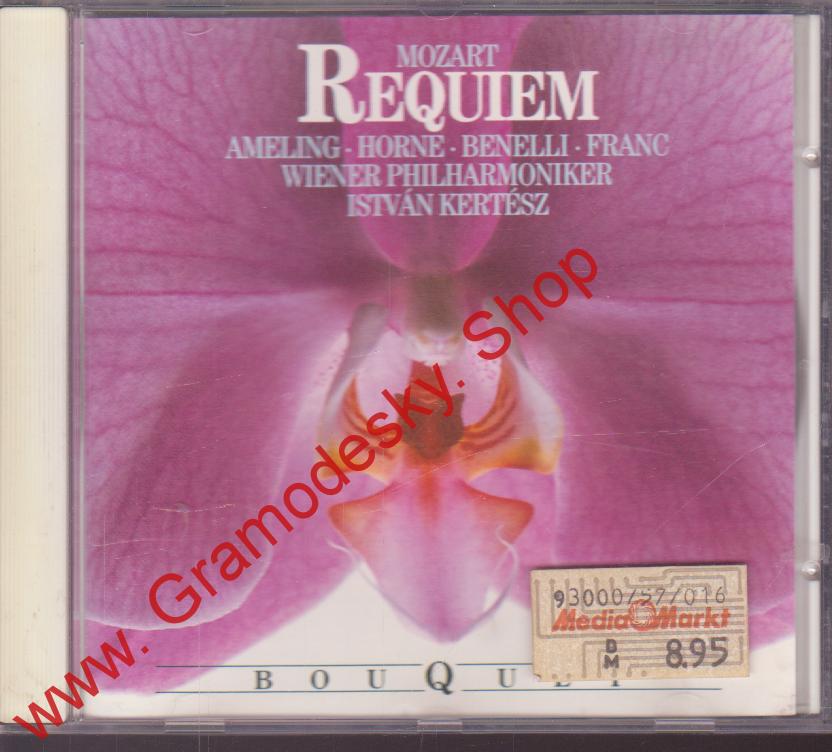 MOZART
REQUIEM
AMELING · HORNE · BENELLI · FRANC
WIENER PHILHARMONIKER
ISTVÁN KERTÉSZ
www. Gramodesky. Shop
93000/57/016
Media Markt
DM 8.95
BOUQUET